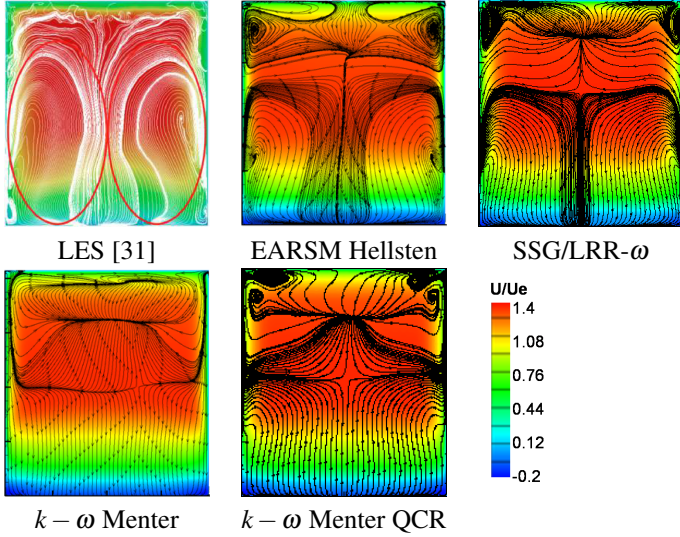 LES [31]
EARSM Hellsten
SSG/LRR-ω
k − ω Menter
k − ω Menter QCR
U/Ue
1.4
1.08
0.76
0.44
0.12
-0.2